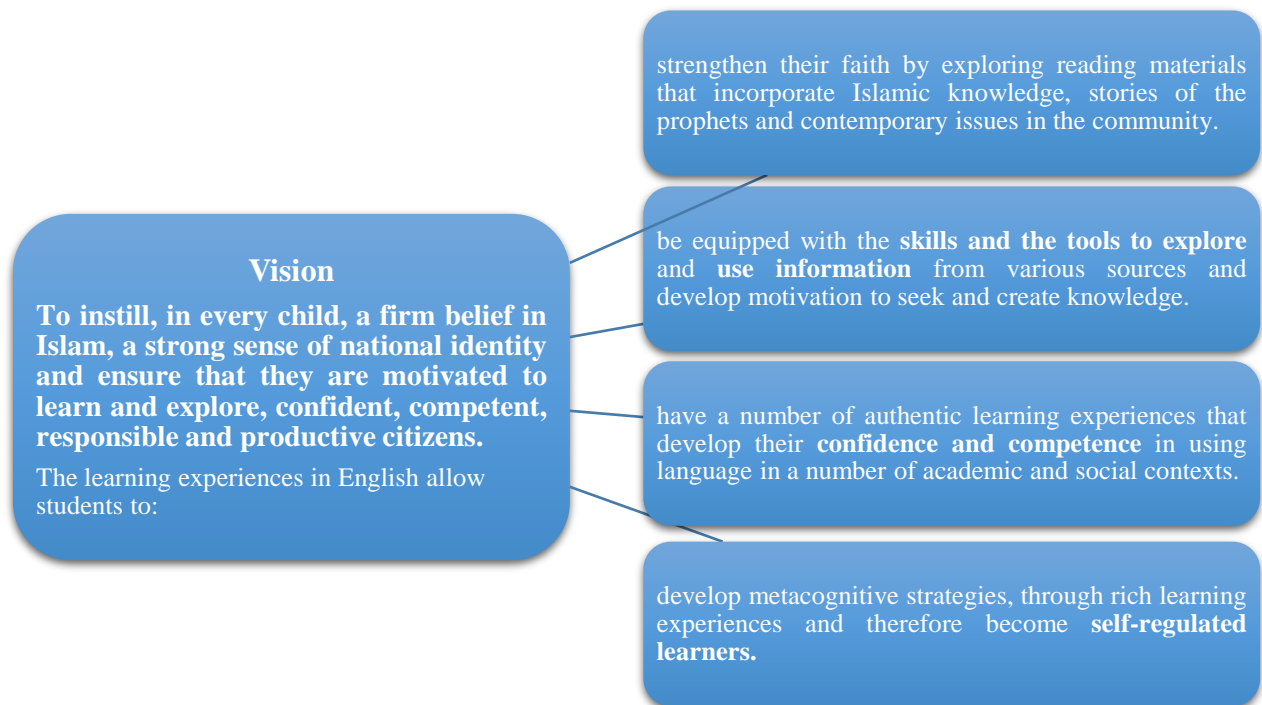 Vision
To instill, in every child, a firm belief in
Islam, a strong sense of national identity
and ensure that they are motivated to
learn and explore, confident, competent,
responsible and productive citizens.
The learning experiences in English allow
students to:
strengthen their faith by exploring reading materials
that incorporate Islamic knowledge, stories of the
prophets and contemporary issues in the community.
be equipped with the skills and the tools to explore
and use information from various sources and
develop motivation to seek and create knowledge.
have a number of authentic learning experiences that
develop their confidence and competence in using
language in a number of academic and social contexts.
develop metacognitive strategies, through rich learning
experiences and therefore become self-regulated
learners.